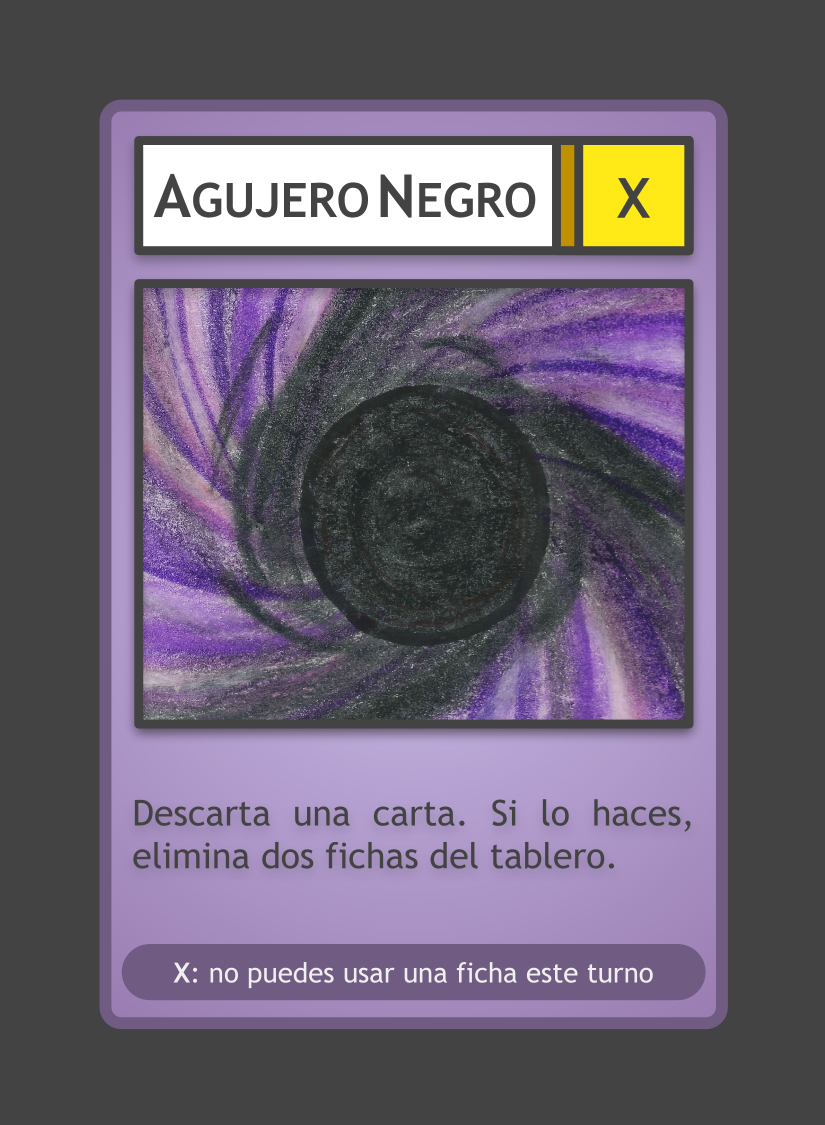 AGUJERO NEGRO X
Descarta una carta. Si lo haces,
elimina dos fichas del tablero.
X: no puedes usar una ficha este turno